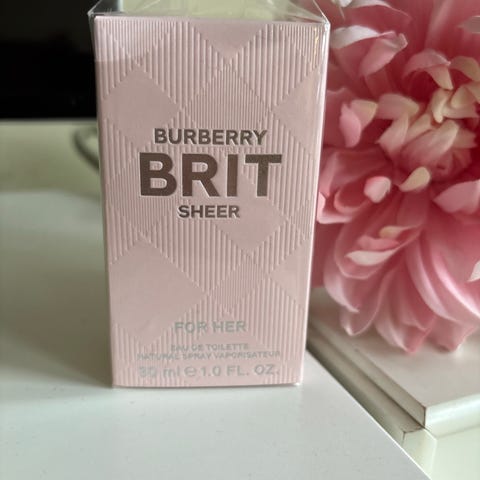 BURBERRY
BRIT
SHEER
FOR HER
EAU DE TOILETTE
NATURAL SPRAY VAPORISATEUR
30 ml ℮ 1.0 FL. OZ.